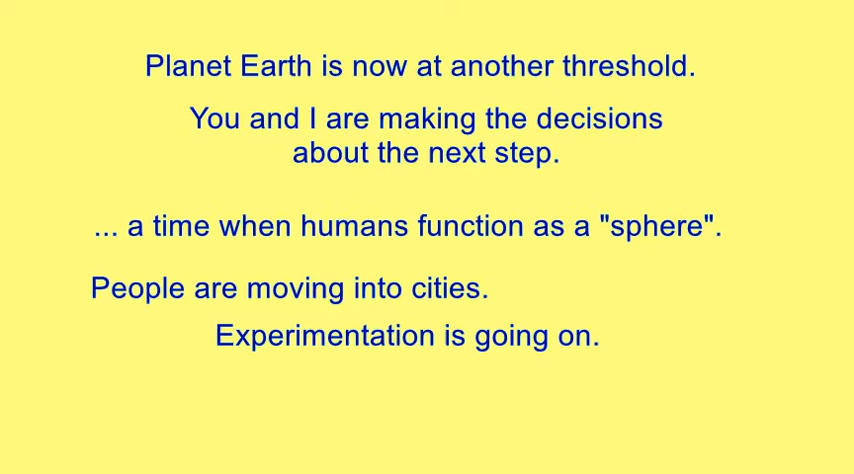 Planet Earth is now at another threshold.
You and I are making the decisions
about the next step.
... a time when humans function as a "sphere".
People are moving into cities.
Experimentation is going on.